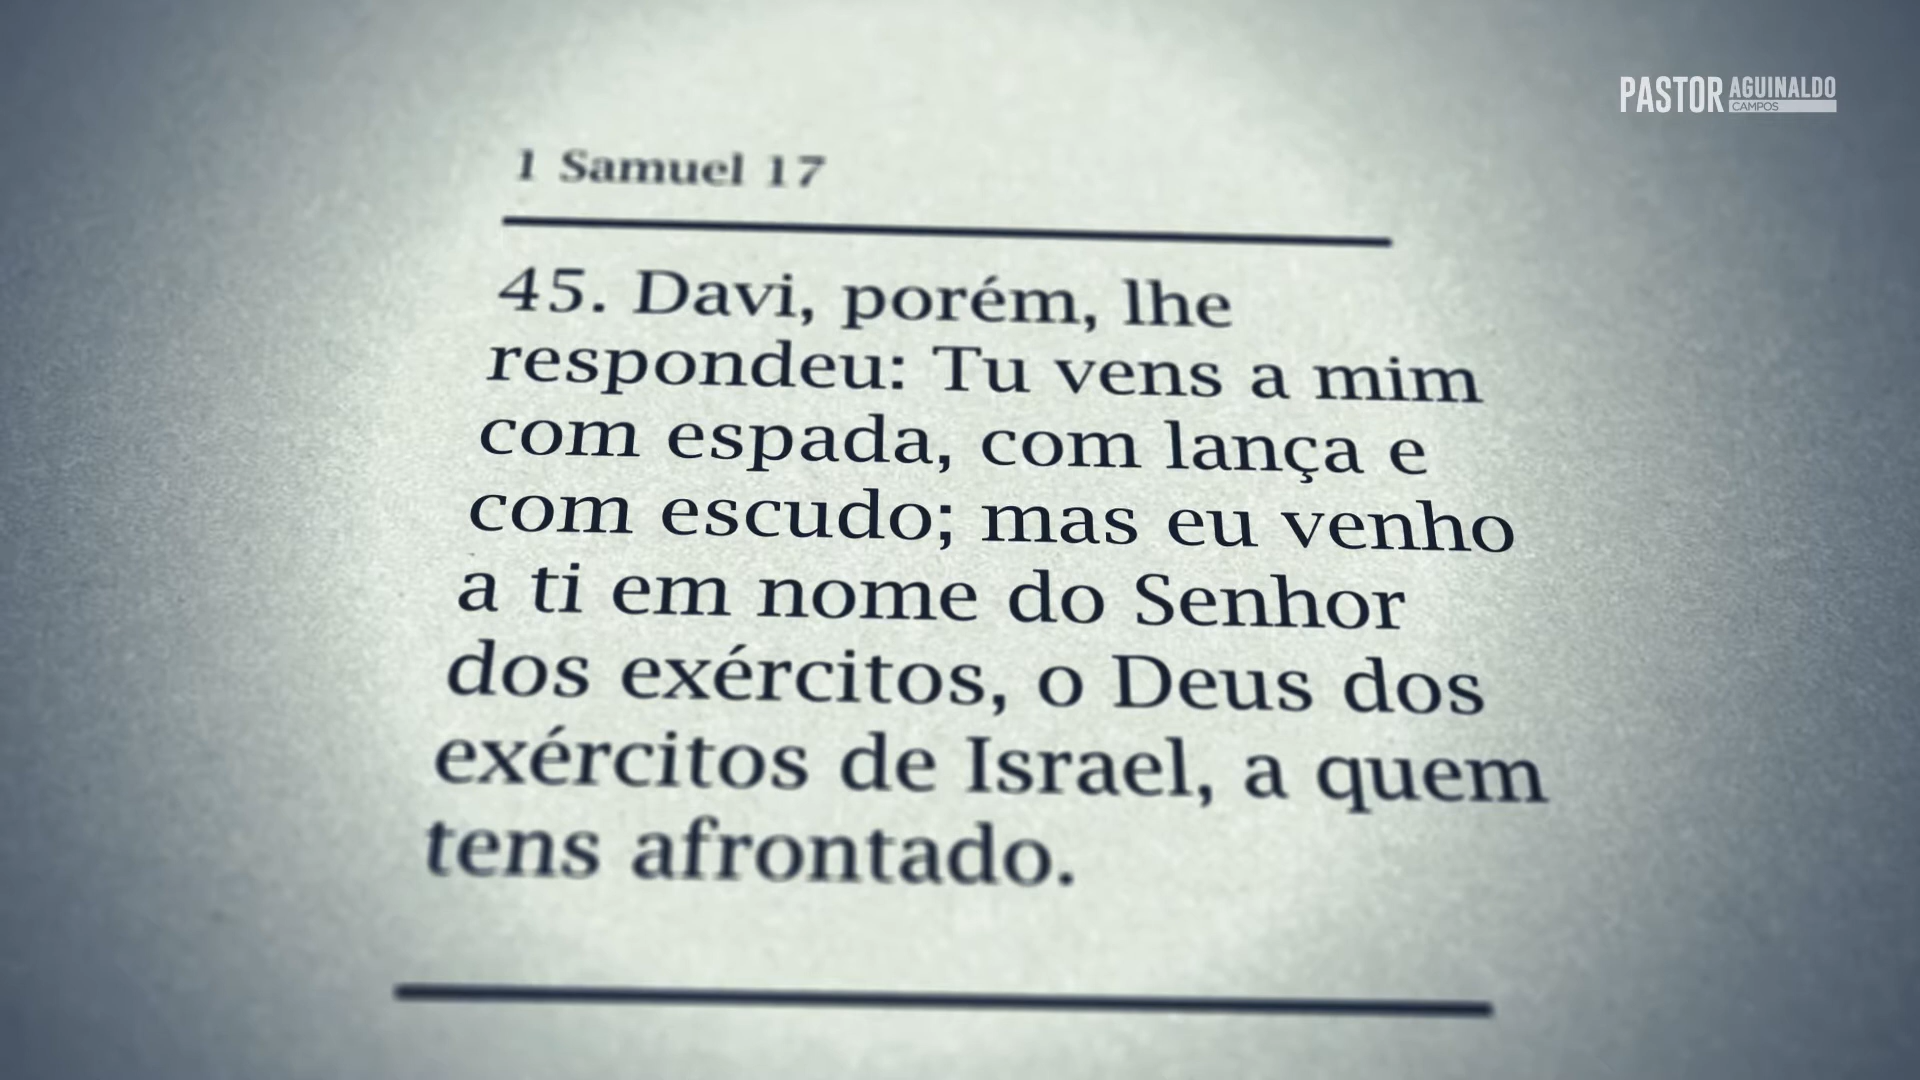 PASTOR AGUINALDO
CAMPOS
1 Samuel 17
45. Davi, porém, lhe
respondeu: Tu vens a mim
com espada, com lança e
com escudo; mas eu venho
a ti em nome do Senhor
dos exércitos, o Deus dos
exércitos de Israel, a quem
tens afrontado.